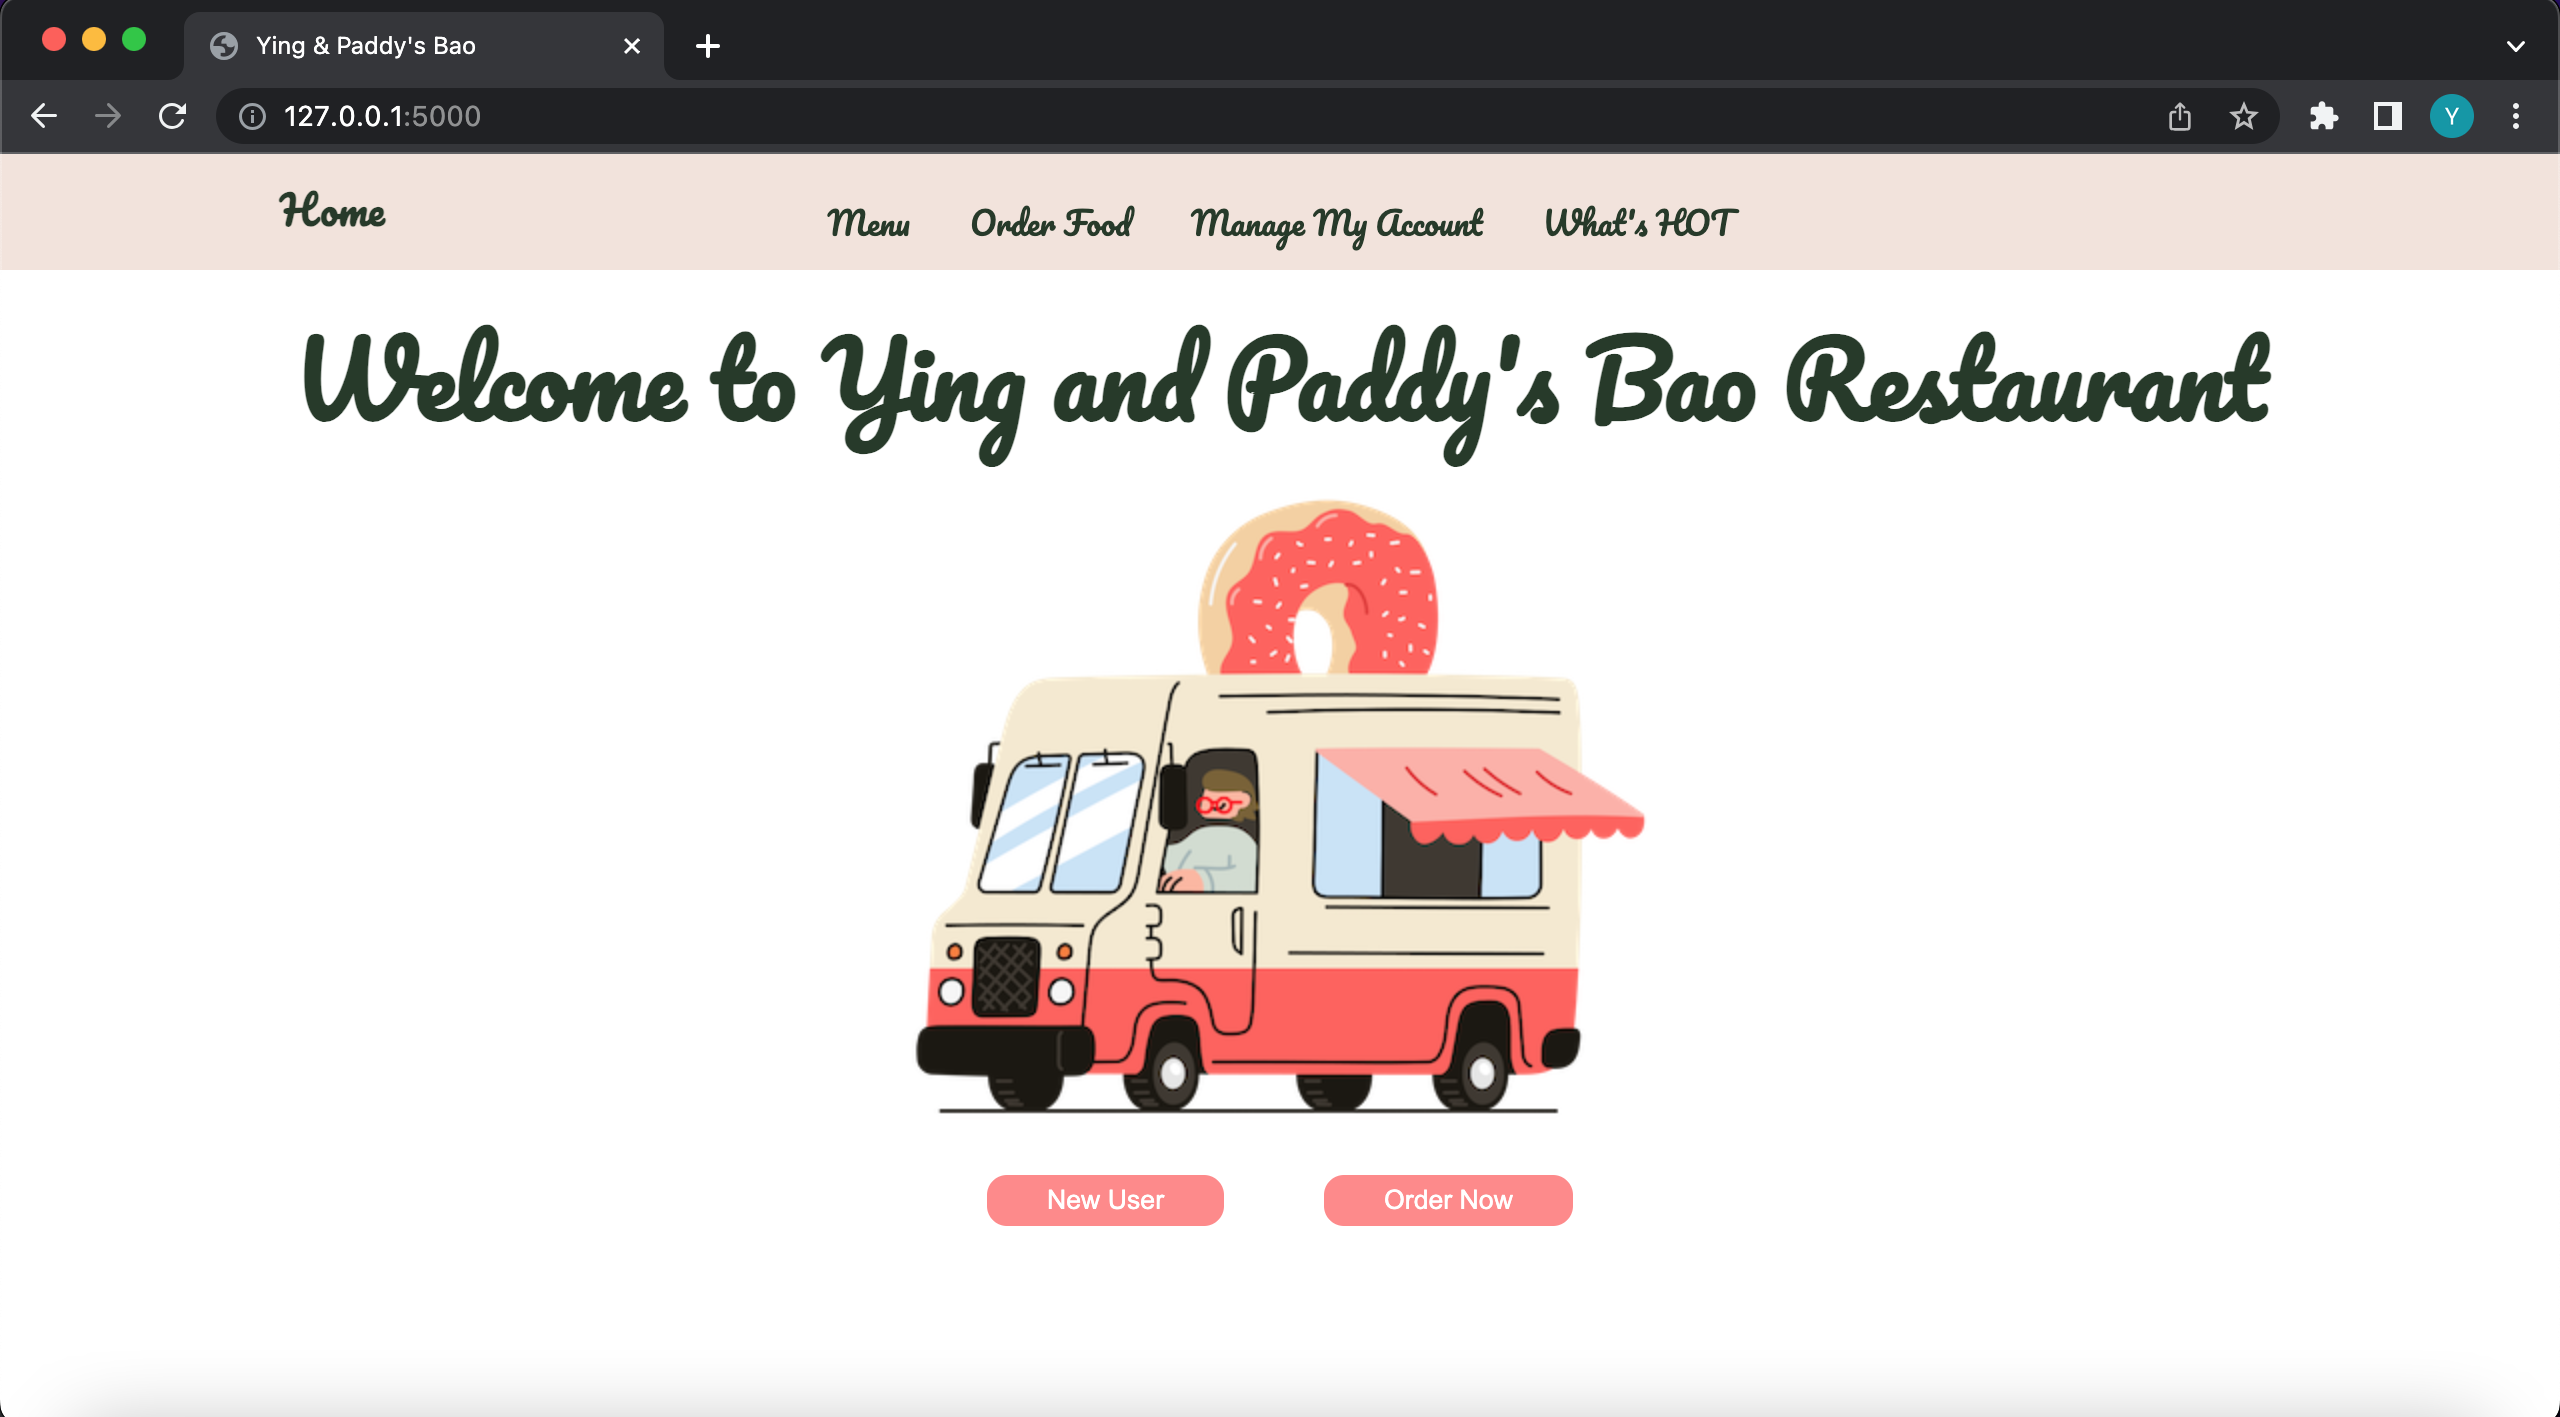 Ying & Paddy's Bao
127.0.0.1:5000
Y
Home
Menu Order Food Manage My Account What's HOT
Welcome to Ying and Paddy's Bao Restaurant
New User Order Now